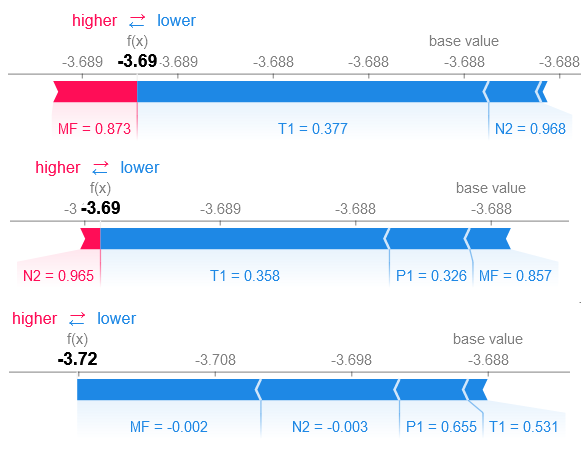 higher ⇄ lower
f(x) base value
-3.689 -3.69 -3.689 -3.688 -3.688 -3.688 -3.688
MF = 0.873 T1 = 0.377 N2 = 0.968
higher ⇄ lower
f(x) base value
-3 -3.69 -3.689 -3.688 -3.688
N2 = 0.965 T1 = 0.358 P1 = 0.326 MF = 0.857
higher ⇄ lower
f(x) base value
-3.72 -3.708 -3.698 -3.688
MF = -0.002 N2 = -0.003 P1 = 0.655 T1 = 0.531